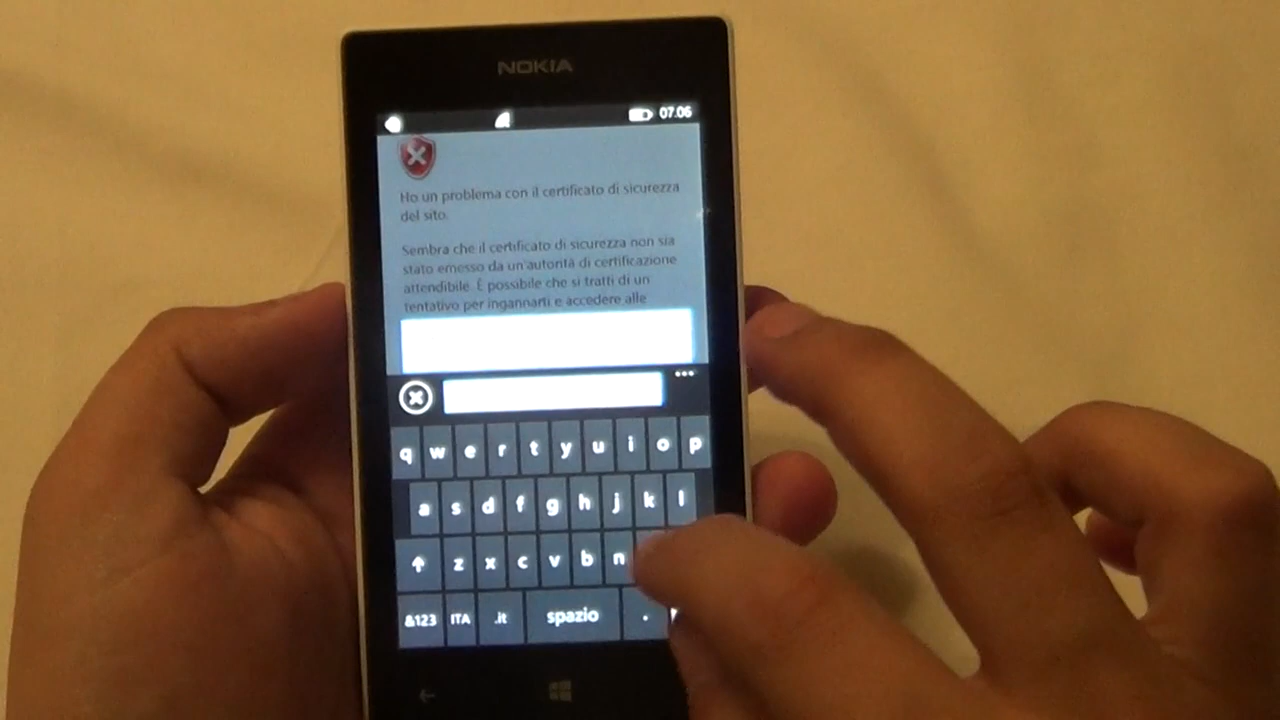 NOKIA
07.06
Ho un problema con il certificato di sicurezza
del sito.
Sembra che il certificato di sicurezza non sia
stato emesso da un'autorità di certificazione
attendibile. È possibile che si tratti di un
tentativo per ingannarti e accedere alle
q w e r t y u i o p
a s d f g h j k l
z x c v b n
&123 ITA .it spazio .